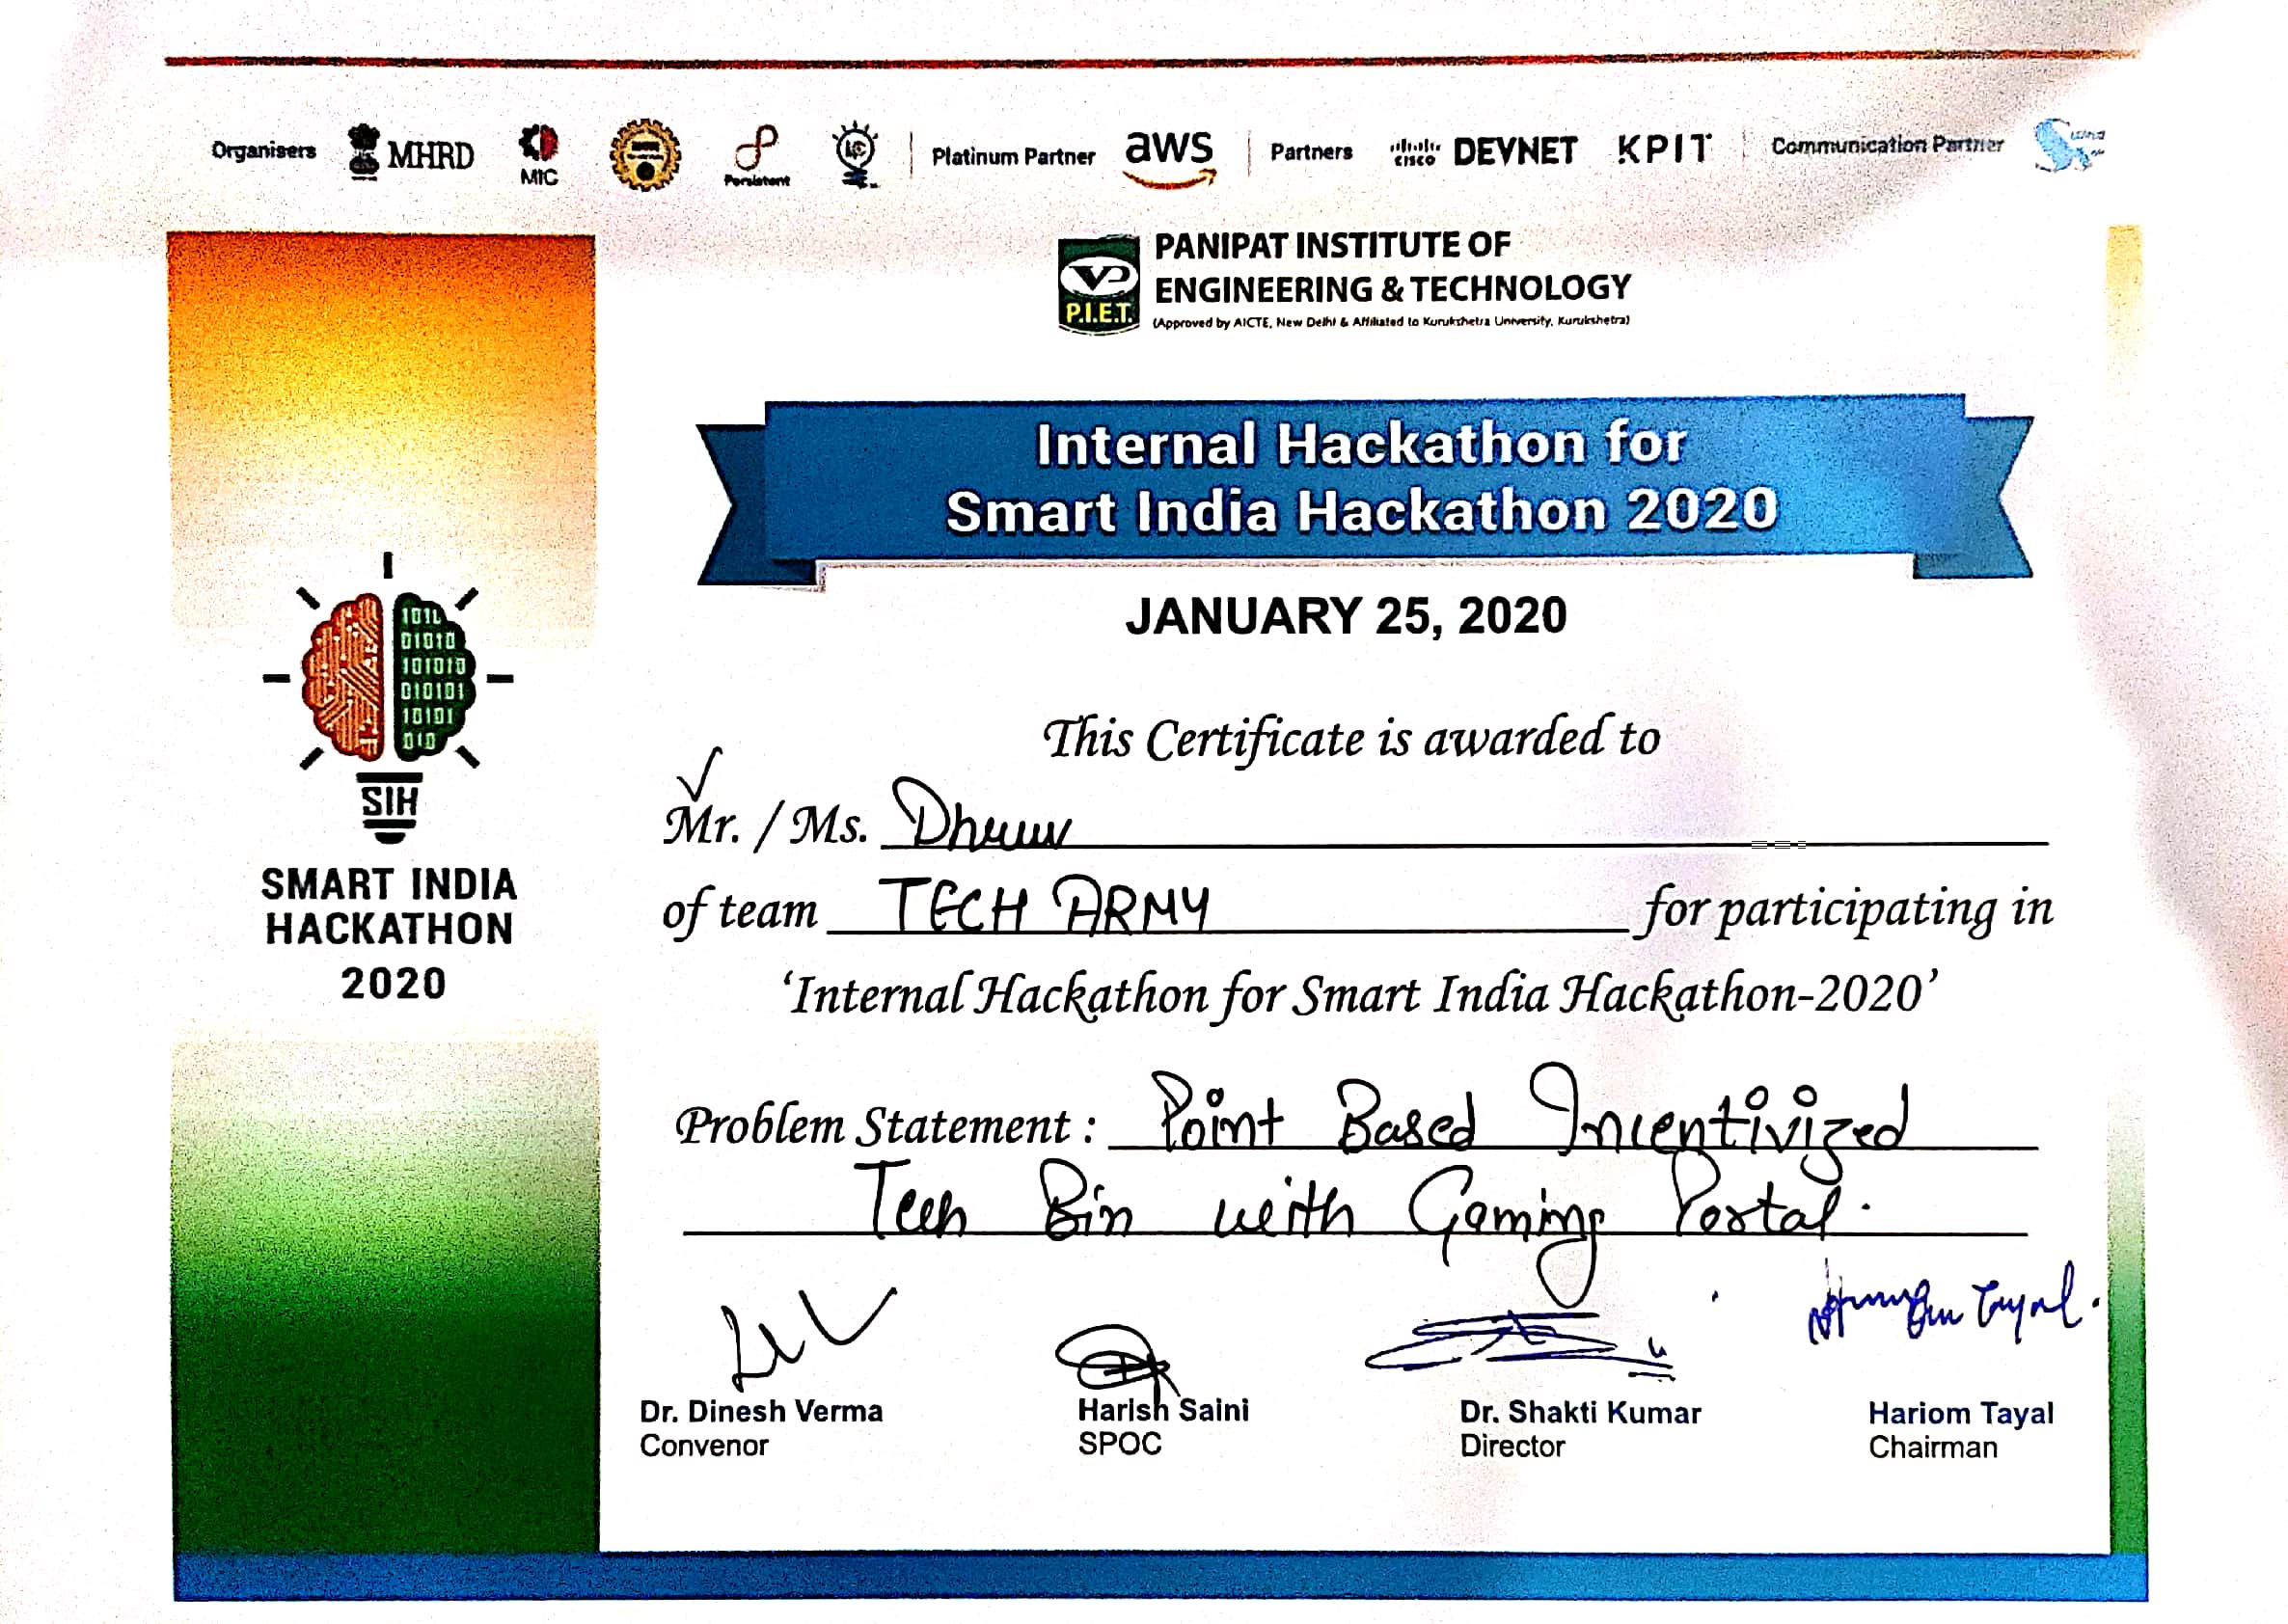 Organisers MHRD MIC Persistent Platinum Partner aws Partners cisco DEVNET KPIT Communication Partner
PANIPAT INSTITUTE OF
ENGINEERING & TECHNOLOGY
P.I.E.T.
(Approved by AICTE, New Delhi & Affiliated to Kurukshetra University, Kurukshetra)
Internal Hackathon for
Smart India Hackathon 2020
JANUARY 25, 2020
1011
01010
101010
010101
10101
010
SIH
SMART INDIA
HACKATHON
2020
This Certificate is awarded to
Mr. / Ms. Dhruv
of team TECH ARMY for participating in
‘Internal Hackathon for Smart India Hackathon-2020’
Problem Statement : Point Based Incentivized
Tech Bin with Gaming Portal.
Hariom Tayal.
Dr. Dinesh Verma Harish Saini Dr. Shakti Kumar Hariom Tayal
Convenor SPOC Director Chairman